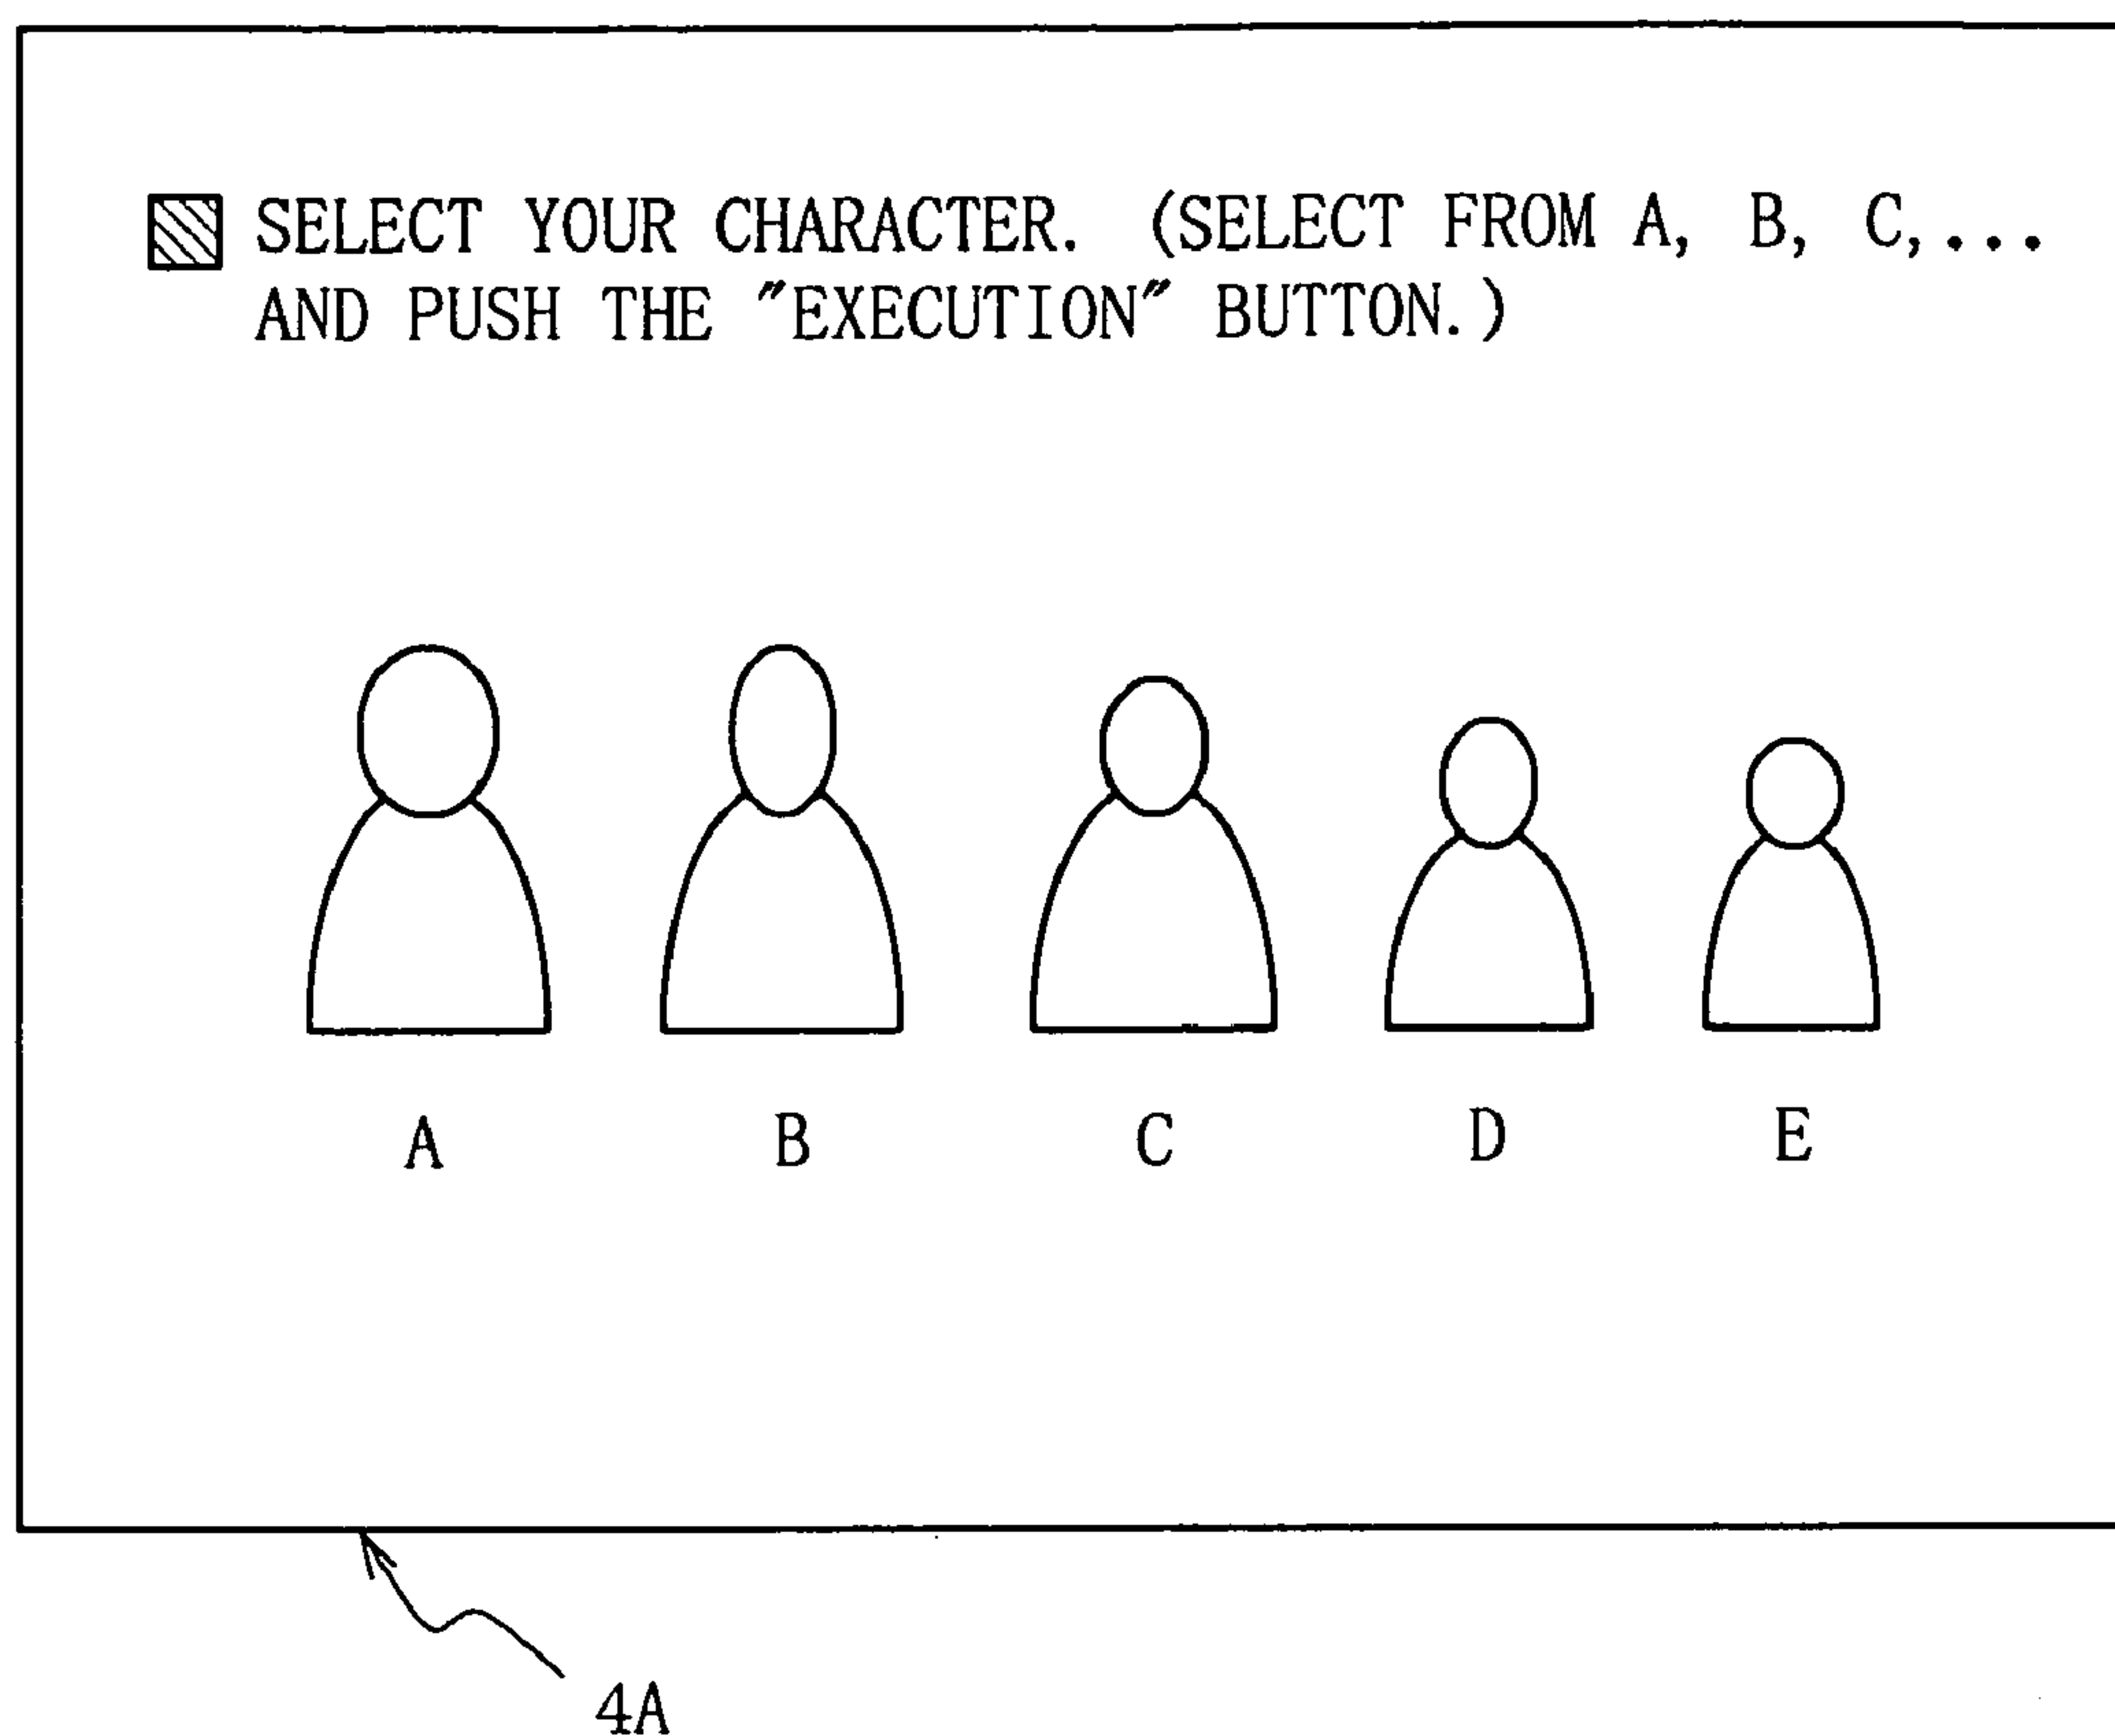 SELECT YOUR CHARACTER. (SELECT FROM A, B, C,...
AND PUSH THE "EXECUTION" BUTTON.)
A B C D E
4A